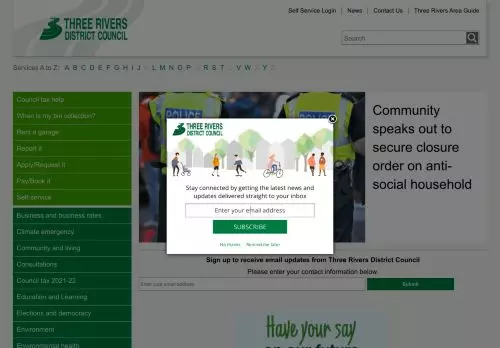 Self Service Login | News | Contact Us | Three Rivers Area Guide
THREE RIVERS
DISTRICT COUNCIL
Search
Services A to Z: A B C D E F G H I J K L M N O P Q R S T U V W Y Z
Council tax help
When is my bin collection?
Rent a garage
Report it
Apply/Request it
Pay/Book it
Self service
Business and business rates
Climate emergency
Community and living
Consultations
Council tax 2021-22
Education and Learning
Elections and democracy
Environment
Environmental health
POLICE
POLICE
Community
speaks out to
secure closure
order on anti-
social household
THREE RIVERS
DISTRICT COUNCIL
Stay connected by getting the latest news and
updates delivered straight to your inbox
Enter your email address
SUBSCRIBE
No thanks Remind me later
Sign up to receive email updates from Three Rivers District Council
Please enter your contact information below.
Enter your email address
Submit
Have your say
on our future